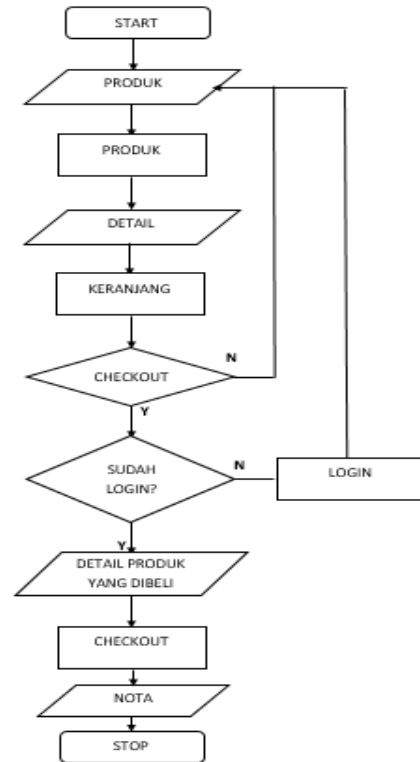 START
PRODUK
PRODUK
DETAIL
KERANJANG
CHECKOUT
N
Y
SUDAH
LOGIN?
N
LOGIN
Y
DETAIL PRODUK
YANG DIBELI
CHECKOUT
NOTA
STOP